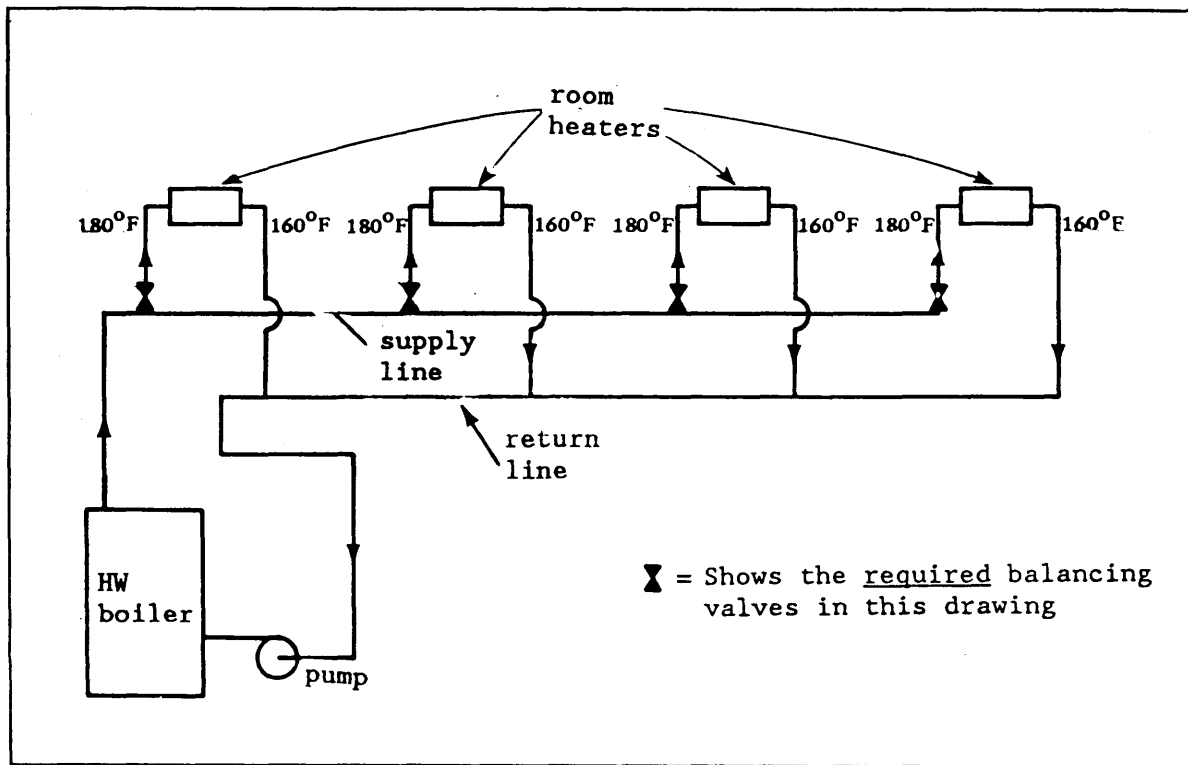 room
heaters
180°F 160°F 180°F 160°F 180°F 160°F 180°F 160°E
supply
line
return
line
HW
boiler
pump
= Shows the required balancing
valves in this drawing